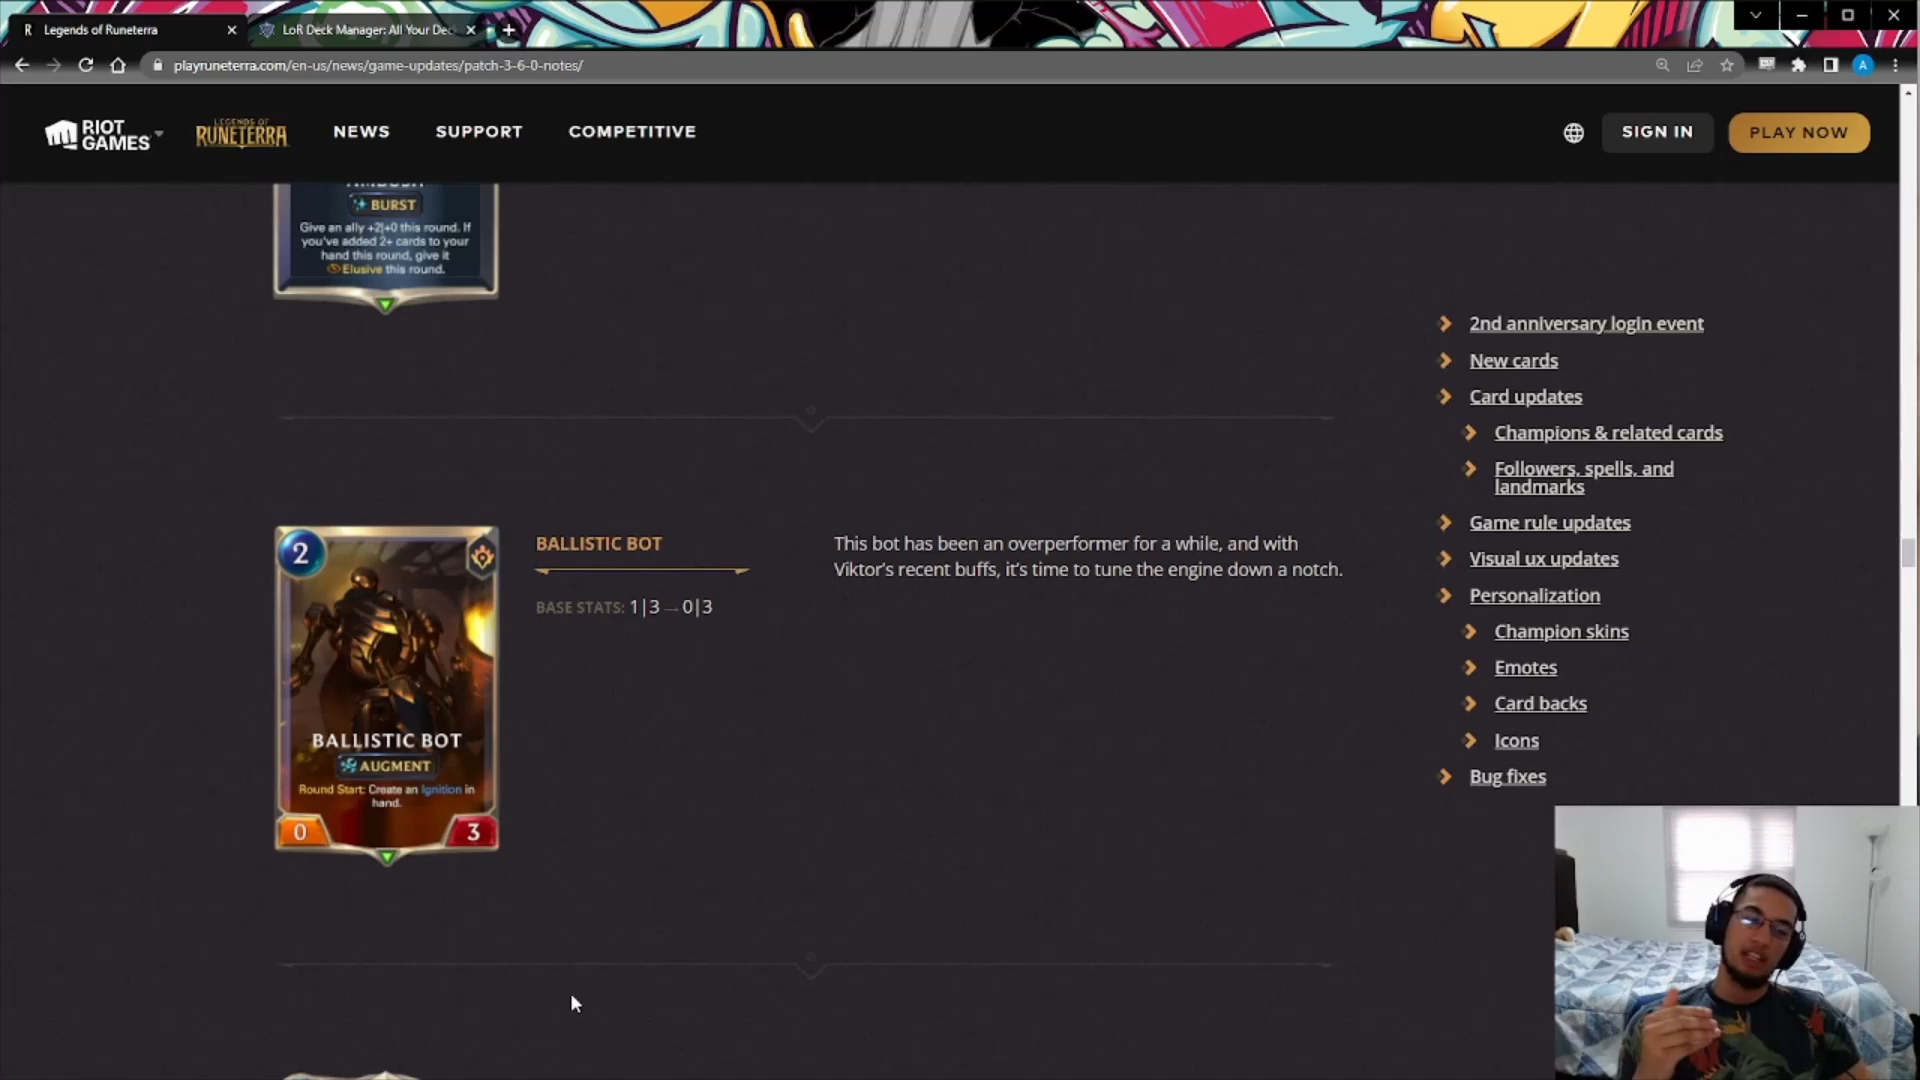 Legends of Runeterra
LoR Deck Manager: All Your Dec
playruneterra.com/en-us/news/game-updates/patch-3-6-0-notes/
A
RIOT GAMES
LEGENDS OF RUNETERRA
NEWS
SUPPORT
COMPETITIVE
SIGN IN
PLAY NOW
AMBUSH
BURST
Give an ally +2|+0 this round. If
you've added 2+ cards to your
hand this round, give it
Elusive this round.
2
BALLISTIC BOT
AUGMENT
Round Start: Create an Ignition in
hand.
0
3
BALLISTIC BOT
BASE STATS: 1|3 → 0|3
This bot has been an overperformer for a while, and with
Viktor's recent buffs, it's time to tune the engine down a notch.
2nd anniversary login event
New cards
Card updates
Champions & related cards
Followers, spells, and
landmarks
Game rule updates
Visual ux updates
Personalization
Champion skins
Emotes
Card backs
Icons
Bug fixes